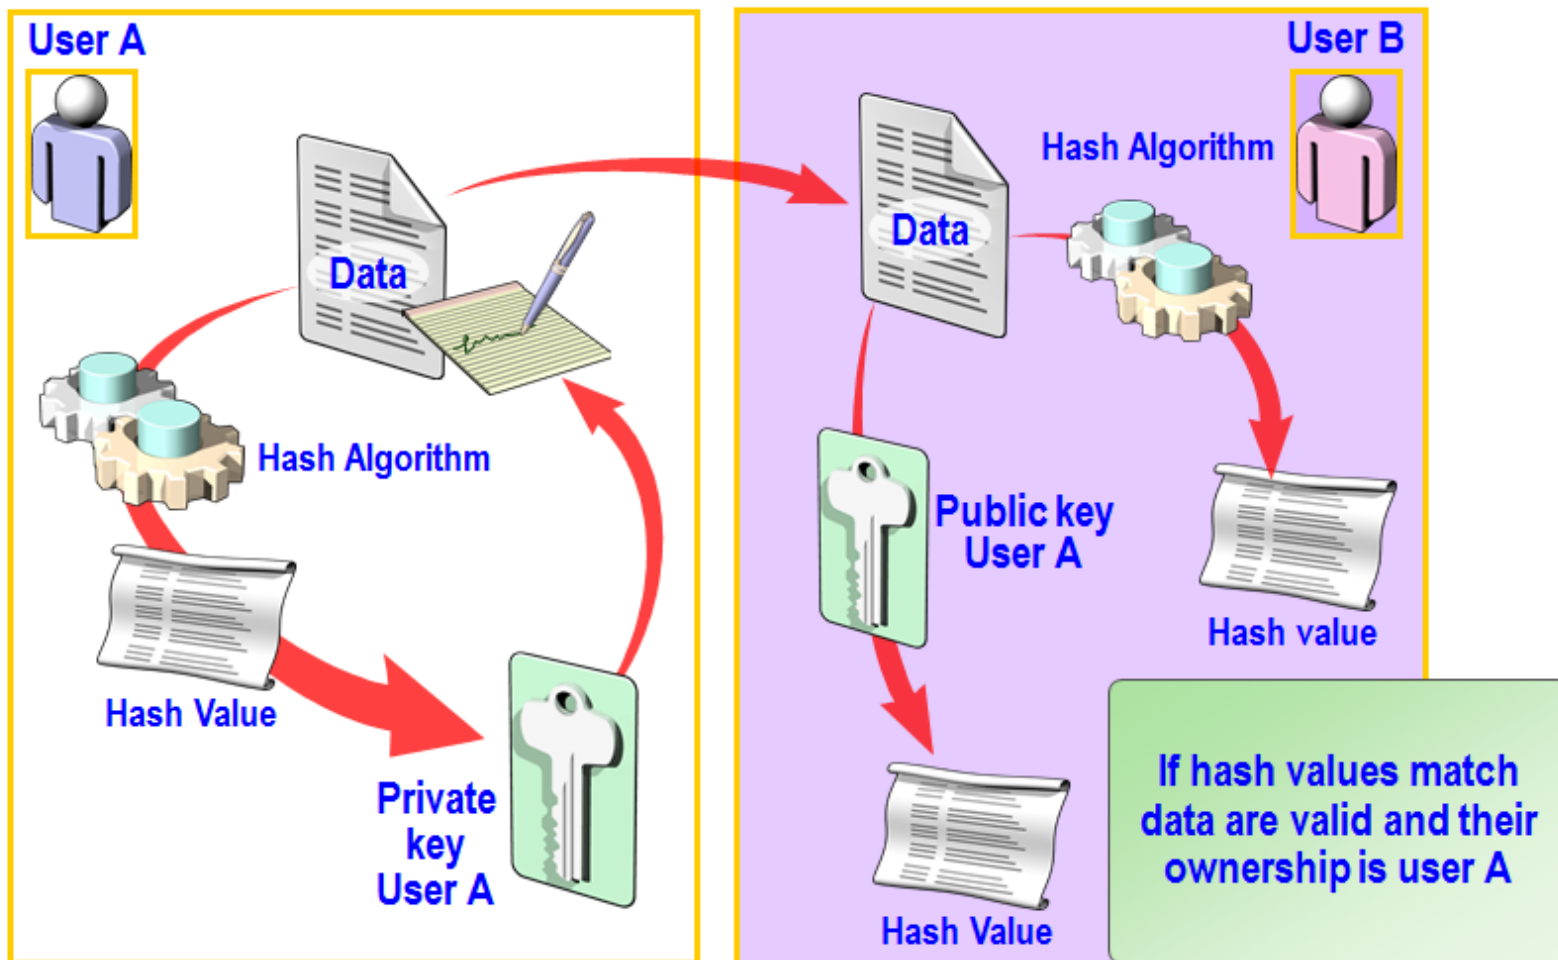 User A
Data
Hash Algorithm
Hash Value
Private
key
User A
User B
Hash Algorithm
Data
Public key
User A
Hash value
Hash Value
If hash values match
data are valid and their
ownership is user A